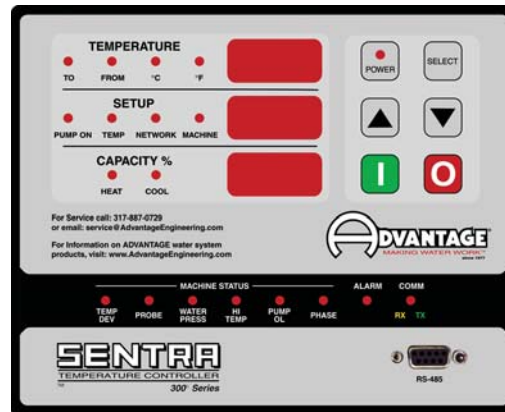 TEMPERATURE
TO FROM °C °F
SETUP
PUMP ON TEMP NETWORK MACHINE
CAPACITY %
HEAT COOL
POWER
SELECT
I O
For Service call: 317-887-0729
or email: service@AdvantageEngineering.com
For Information on ADVANTAGE water system
products, visit: www.AdvantageEngineering.com
ADVANTAGE
MAKING WATER WORK™
since 1977
MACHINE STATUS ALARM COMM
TEMP DEV PROBE WATER PRESS HI TEMP PUMP OL PHASE RX TX
SENTRA
TEMPERATURE CONTROLLER
™ 300° Series
RS-485